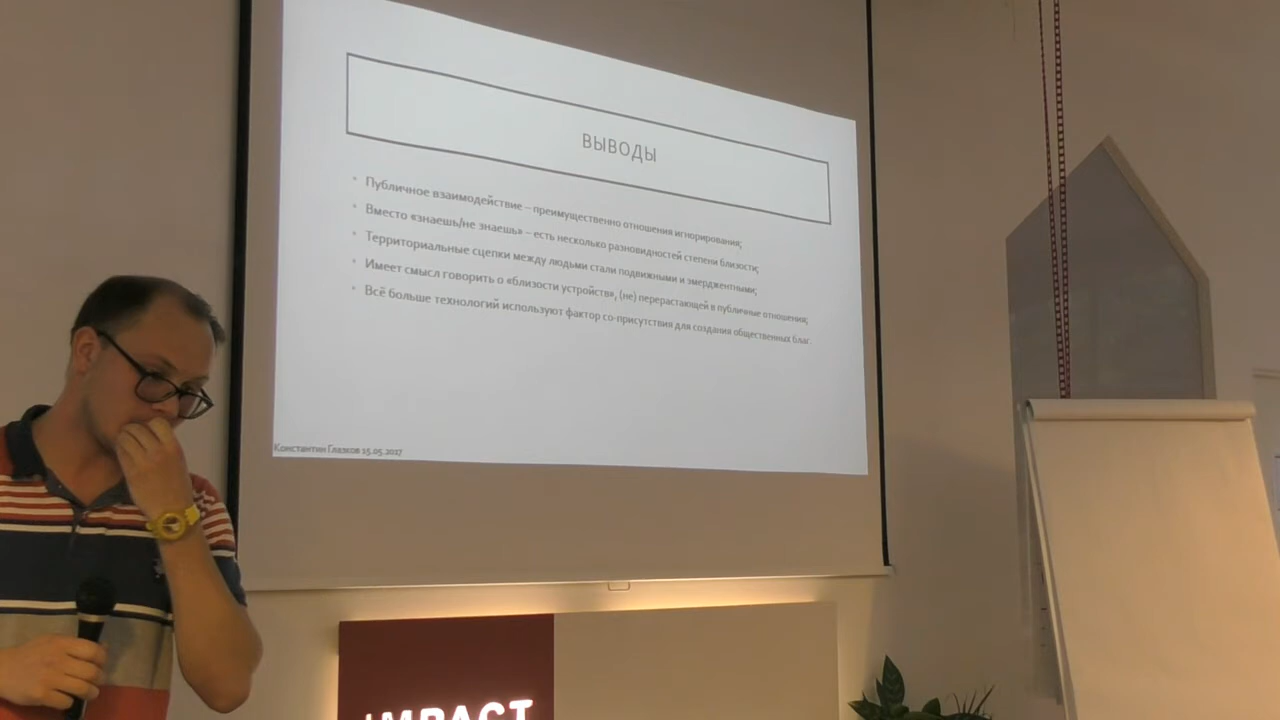 ВЫВОДЫ
Публичное взаимодействие – преимущественно отношения игнорирования;
Вместо «знаешь/не знаешь» – есть несколько разновидностей степени близости;
Территориальные сцепки между людьми стали подвижными и эмерджентными;
Имеет смысл говорить о «близости устройств», (не) перерастающей в публичные отношения;
Всё больше технологий используют фактор со-присутствия для создания общественных благ.
Константин Глазков 15.05.2017
IMPACT